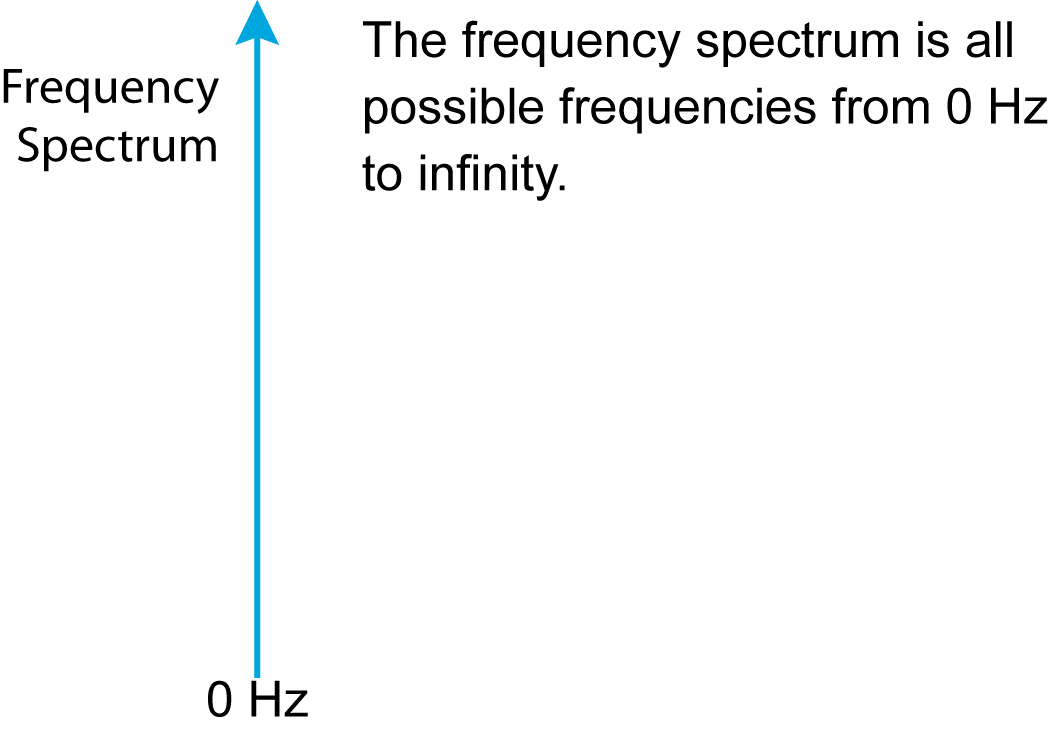 Frequency
Spectrum
The frequency spectrum is all
possible frequencies from 0 Hz
to infinity.
0 Hz